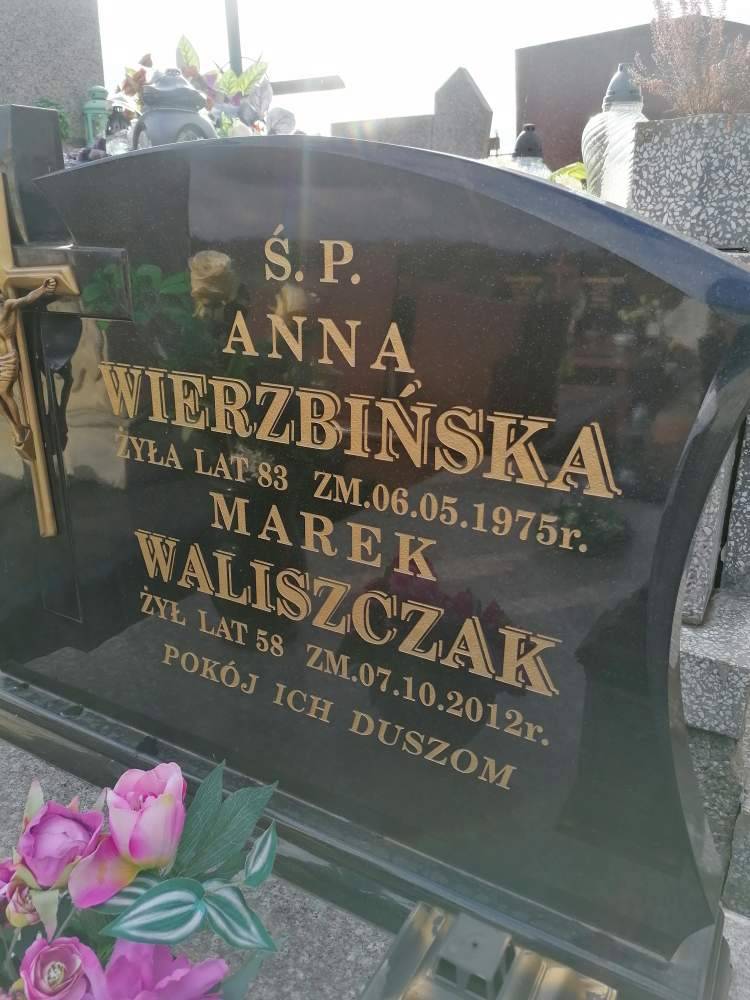 Ś. P.
ANNA
WIERZBIŃSKA
ŻYŁA LAT 83 ZM.06.05.1975r.
MAREK
WALISZCZAK
ŻYŁ LAT 58 ZM.07.10.2012r.
POKÓJ ICH DUSZOM